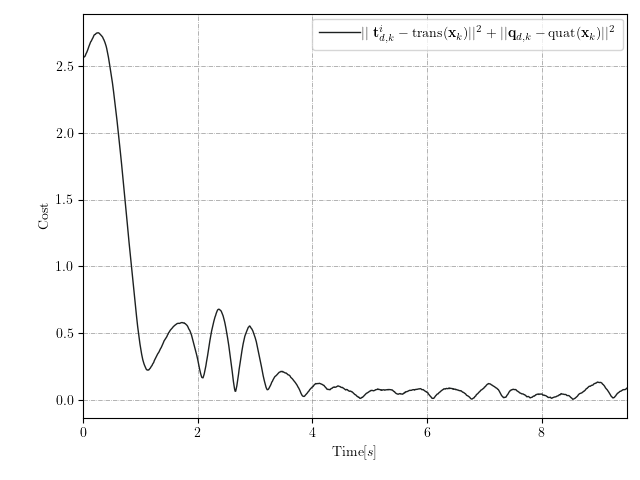 || t^i_{d,k} − trans(x_k)||^2 + ||q_{d,k} − quat(x_k)||^2
2.5
2.0
1.5
1.0
0.5
0.0
Cost
0 2 4 6 8
Time[s]